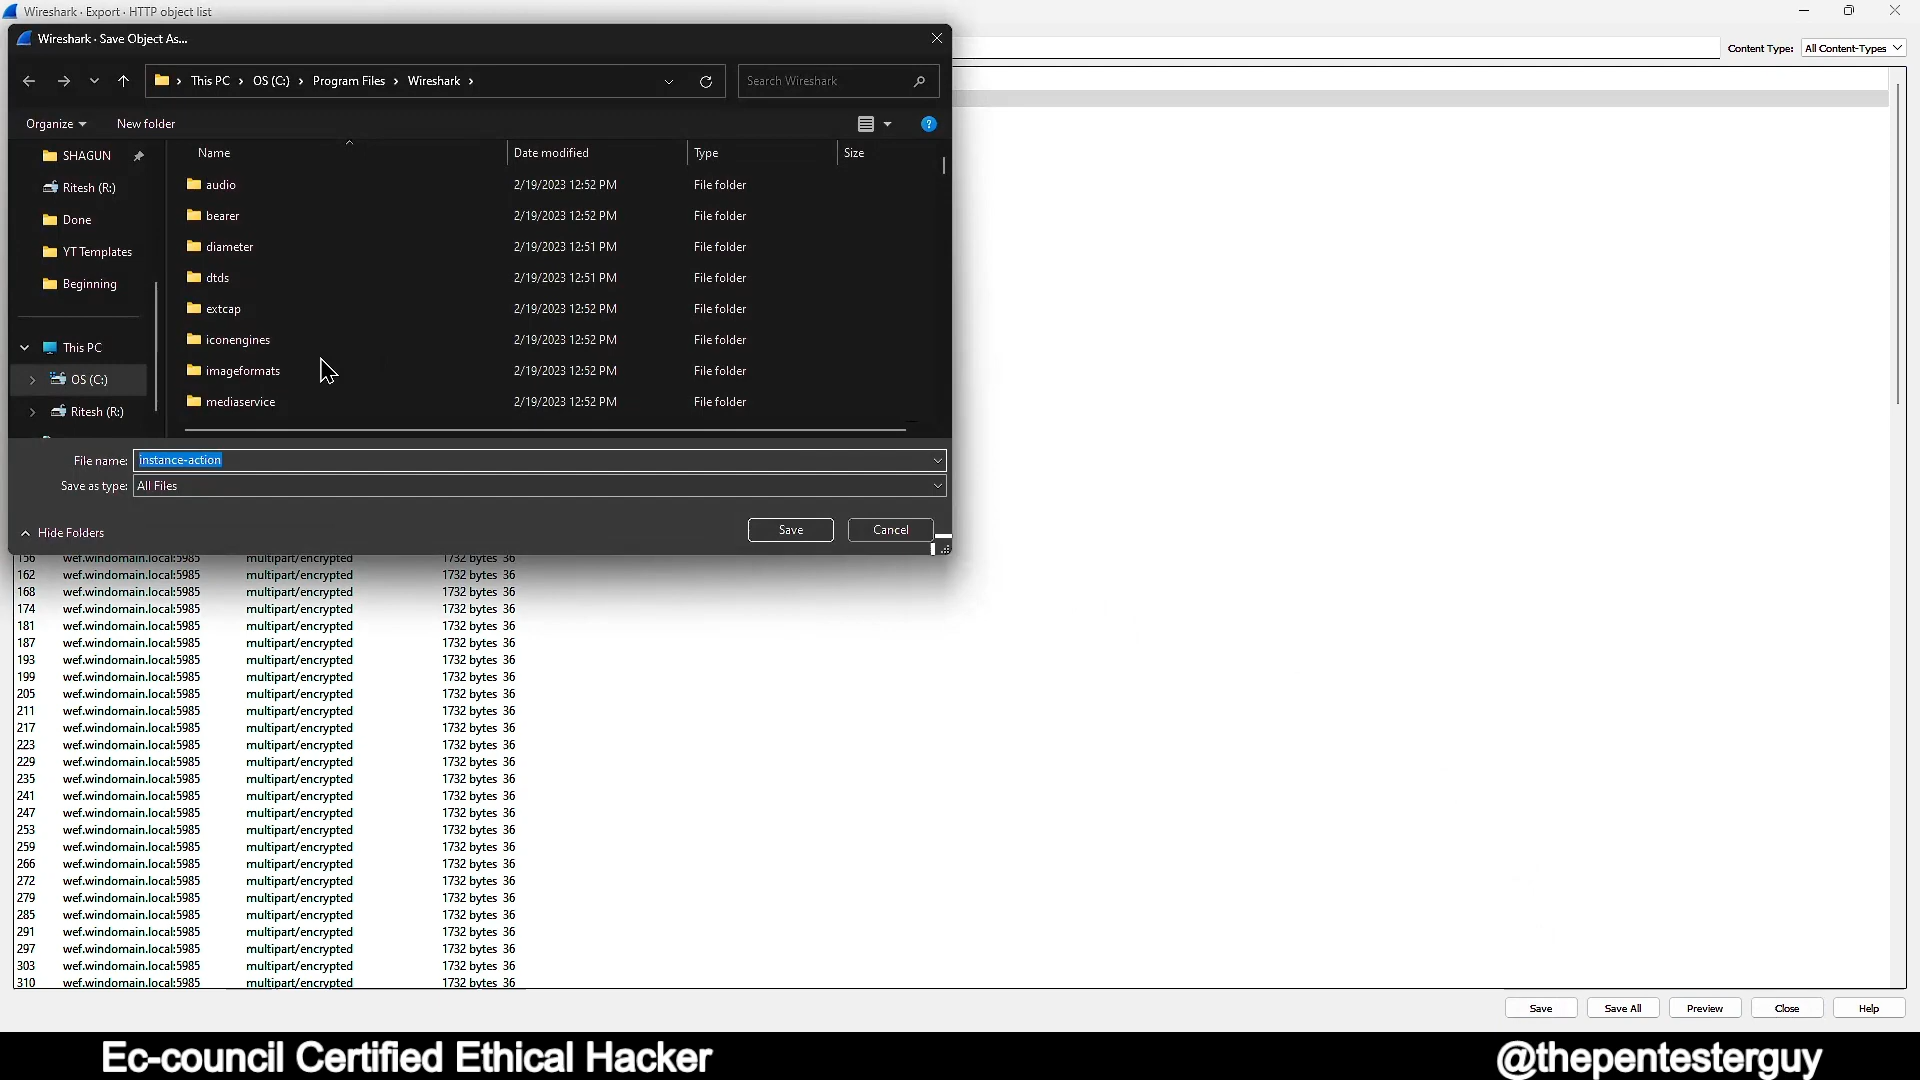 Wireshark · Export · HTTP object list
Wireshark · Save Object As...
Content Type: All Content-Types
This PC > OS (C:) > Program Files > Wireshark >
Search Wireshark
Organize New folder
Name Date modified Type Size
SHAGUN
Ritesh (R:)
Done
YT Templates
Beginning
This PC
OS (C:)
Ritesh (R:)
audio 2/19/2023 12:52 PM File folder
bearer 2/19/2023 12:52 PM File folder
diameter 2/19/2023 12:51 PM File folder
dtds 2/19/2023 12:51 PM File folder
extcap 2/19/2023 12:52 PM File folder
iconengines 2/19/2023 12:52 PM File folder
imageformats 2/19/2023 12:52 PM File folder
mediaservice 2/19/2023 12:52 PM File folder
File name: instance-action
Save as type: All Files
Hide Folders
Save Cancel
156 wef.windomain.local:5985 multipart/encrypted 1732 bytes 36
162 wef.windomain.local:5985 multipart/encrypted 1732 bytes 36
168 wef.windomain.local:5985 multipart/encrypted 1732 bytes 36
174 wef.windomain.local:5985 multipart/encrypted 1732 bytes 36
181 wef.windomain.local:5985 multipart/encrypted 1732 bytes 36
187 wef.windomain.local:5985 multipart/encrypted 1732 bytes 36
193 wef.windomain.local:5985 multipart/encrypted 1732 bytes 36
199 wef.windomain.local:5985 multipart/encrypted 1732 bytes 36
205 wef.windomain.local:5985 multipart/encrypted 1732 bytes 36
211 wef.windomain.local:5985 multipart/encrypted 1732 bytes 36
217 wef.windomain.local:5985 multipart/encrypted 1732 bytes 36
223 wef.windomain.local:5985 multipart/encrypted 1732 bytes 36
229 wef.windomain.local:5985 multipart/encrypted 1732 bytes 36
235 wef.windomain.local:5985 multipart/encrypted 1732 bytes 36
241 wef.windomain.local:5985 multipart/encrypted 1732 bytes 36
247 wef.windomain.local:5985 multipart/encrypted 1732 bytes 36
253 wef.windomain.local:5985 multipart/encrypted 1732 bytes 36
259 wef.windomain.local:5985 multipart/encrypted 1732 bytes 36
266 wef.windomain.local:5985 multipart/encrypted 1732 bytes 36
272 wef.windomain.local:5985 multipart/encrypted 1732 bytes 36
279 wef.windomain.local:5985 multipart/encrypted 1732 bytes 36
285 wef.windomain.local:5985 multipart/encrypted 1732 bytes 36
291 wef.windomain.local:5985 multipart/encrypted 1732 bytes 36
297 wef.windomain.local:5985 multipart/encrypted 1732 bytes 36
303 wef.windomain.local:5985 multipart/encrypted 1732 bytes 36
310 wef.windomain.local:5985 multipart/encrypted 1732 bytes 36
Save Save All Preview Close Help
Ec-council Certified Ethical Hacker
@thepentesterguy